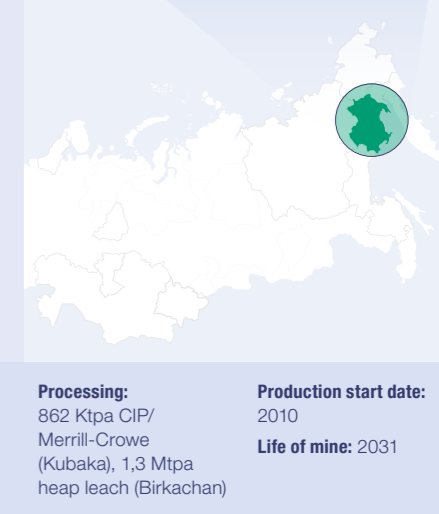 Processing:
862 Ktpa CIP/
Merrill-Crowe
(Kubaka), 1,3 Mtpa
heap leach (Birkachan)
Production start date:
2010
Life of mine: 2031